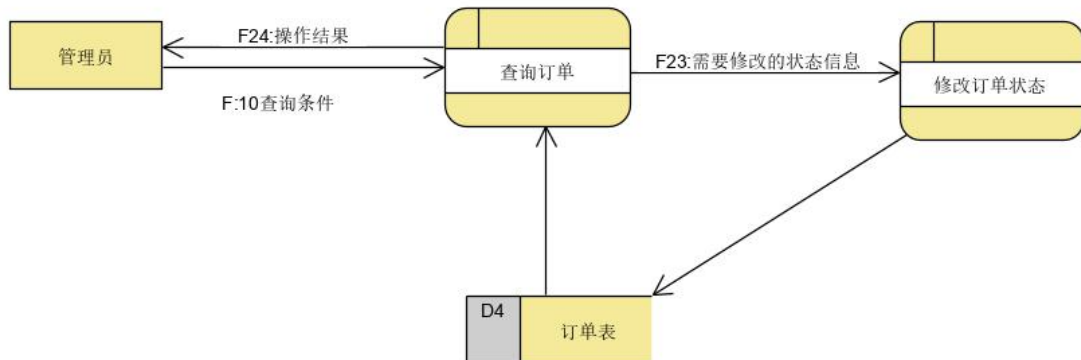 管理员
F24:操作结果
F:10查询条件
查询订单
F23:需要修改的状态信息
修改订单状态
D4
订单表